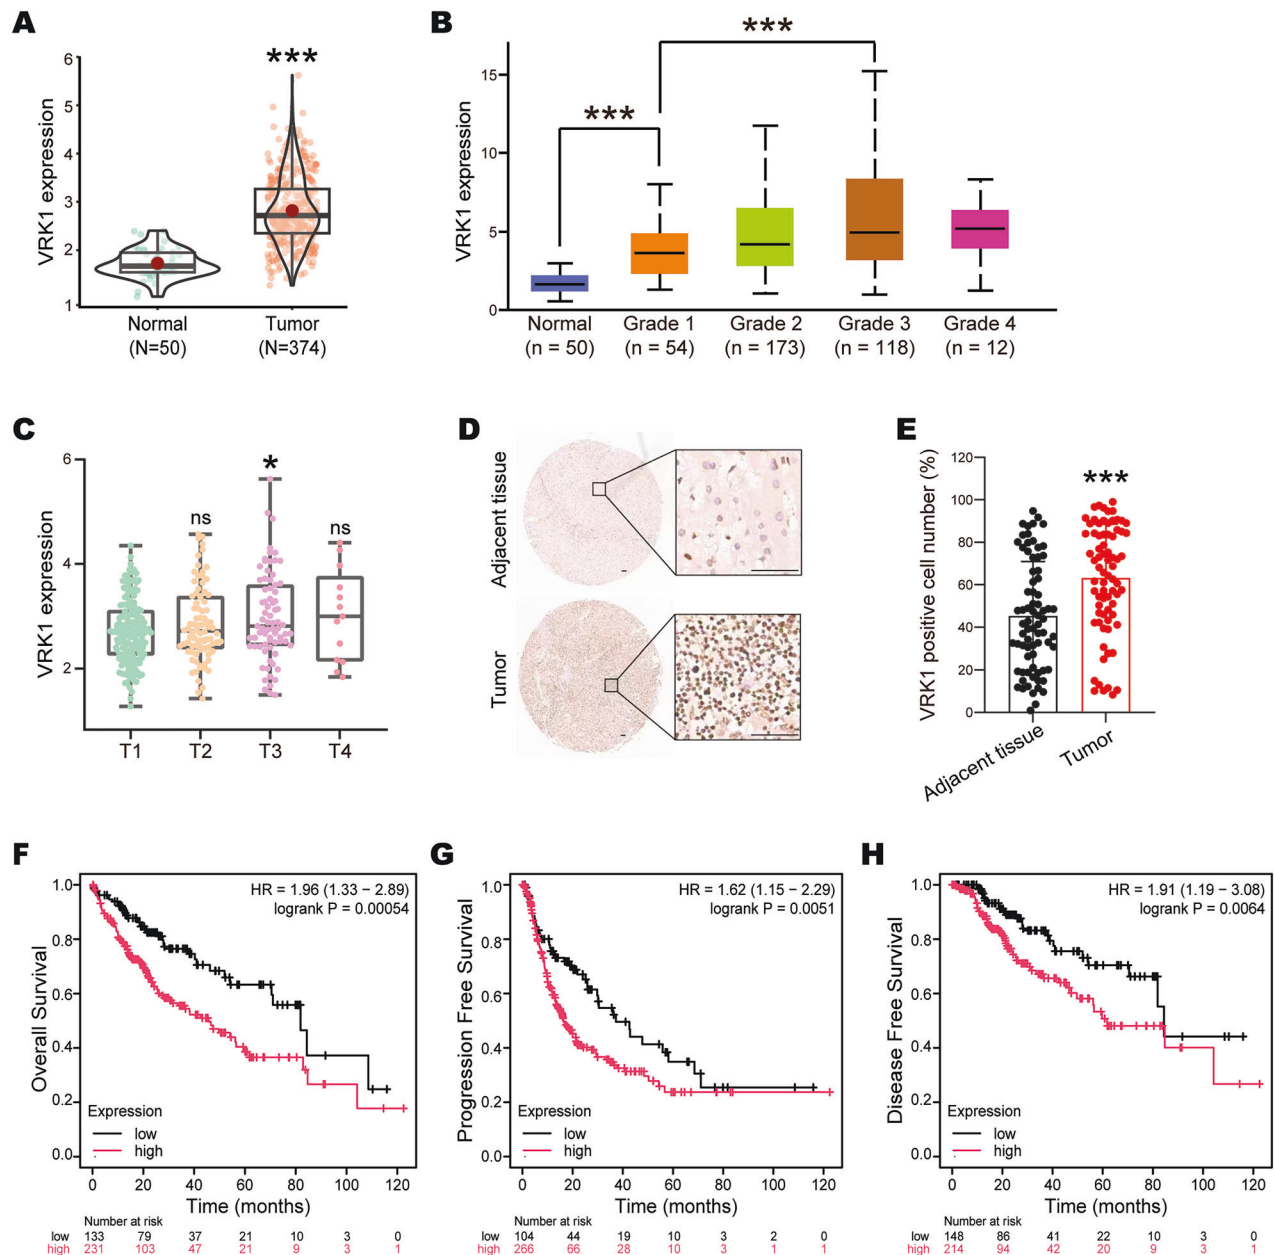 A
VRK1 expression
6
5
4
3
2
1
***
Normal
(N=50)
Tumor
(N=374)
B
VRK1 expression
15
10
5
0
***
***
Normal
(n = 50)
Grade 1
(n = 54)
Grade 2
(n = 173)
Grade 3
(n = 118)
Grade 4
(n = 12)
C
VRK1 expression
6
4
2
ns
*
ns
T1
T2
T3
T4
D
Adjacent tissue
Tumor
E
VRK1 positive cell number (%)
120
100
80
60
40
20
0
***
Adjacent tissue
Tumor
F
Overall Survival
1.0
0.8
0.6
0.4
0.2
0.0
HR = 1.96 (1.33 − 2.89)
logrank P = 0.00054
Expression
low
high
0 20 40 60 80 100 120
Time (months)
Number at risk
low 133 79 37 21 10 3 0
high 231 103 47 21 9 3 1
G
Progression Free Survival
1.0
0.8
0.6
0.4
0.2
0.0
HR = 1.62 (1.15 − 2.29)
logrank P = 0.0051
Expression
low
high
0 20 40 60 80 100 120
Time (months)
Number at risk
low 104 44 19 10 3 2 0
high 266 66 28 10 3 1 1
H
Disease Free Survival
1.0
0.8
0.6
0.4
0.2
0.0
HR = 1.91 (1.19 − 3.08)
logrank P = 0.0064
Expression
low
high
0 20 40 60 80 100 120
Time (months)
Number at risk
low 148 86 41 22 10 3 0
high 214 94 42 20 9 3 1